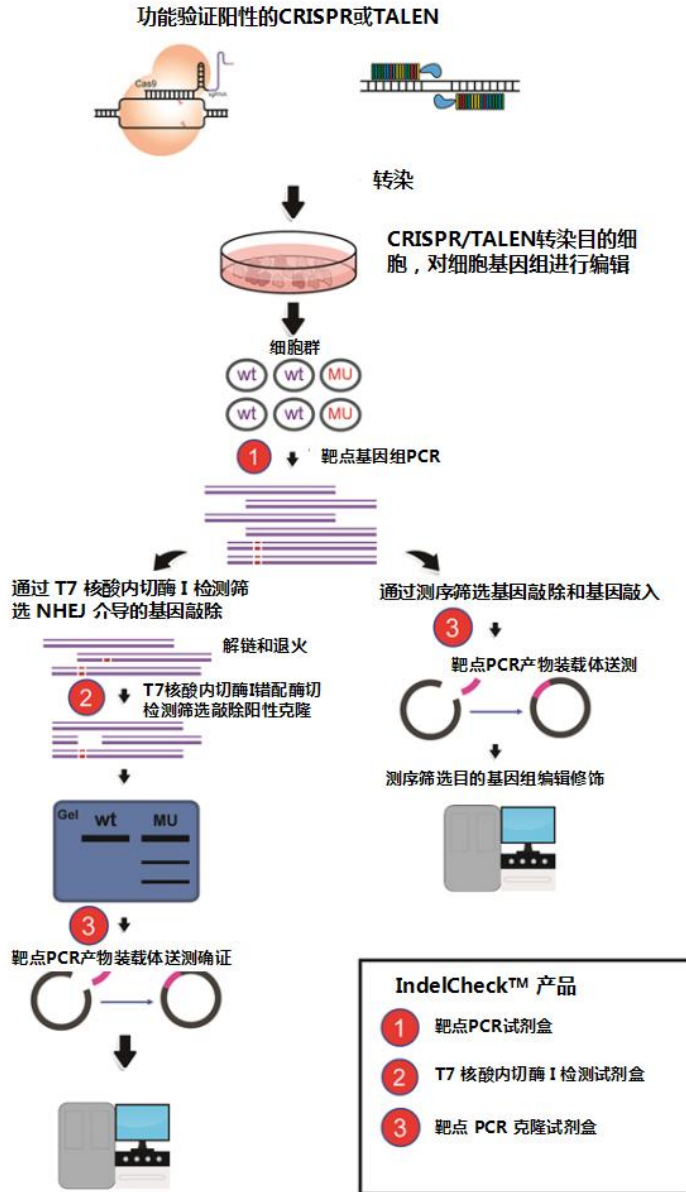 功能验证阳性的CRISPR或TALEN
Cas9
sgRNA
转染
CRISPR/TALEN转染目的细
胞，对细胞基因组进行编辑
细胞群
wt wt MU
wt wt MU
1 靶点基因组PCR
通过 T7 核酸内切酶 I 检测筛
选 NHEJ 介导的基因敲除
解链和退火
2 T7核酸内切酶I错配酶切
检测筛选敲除阳性克隆
Gel wt MU
3
靶点PCR产物装载体送测确证
通过测序筛选基因敲除和基因敲入
3
靶点PCR产物装载体送测
测序筛选目的基因组编辑修饰
IndelCheck™ 产品
1 靶点PCR试剂盒
2 T7 核酸内切酶 I 检测试剂盒
3 靶点 PCR 克隆试剂盒